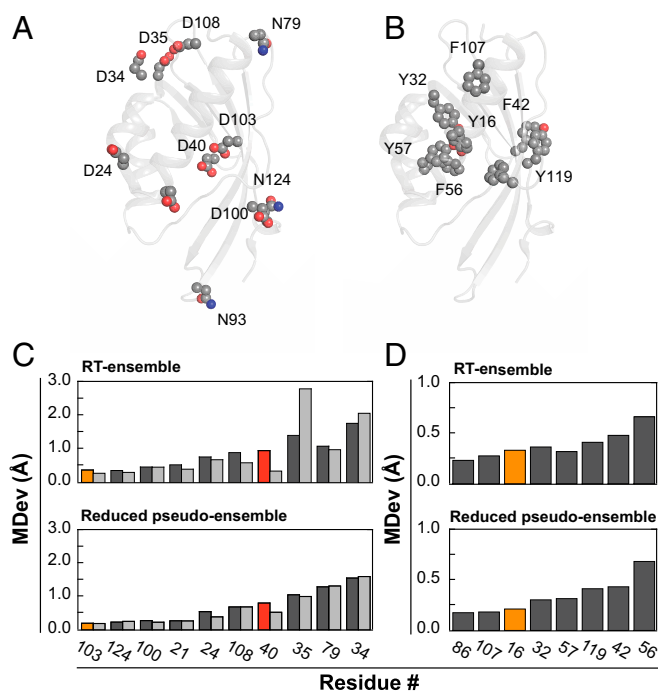 A
D108
N79
D35
D34
D103
D40
D24
N124
D100
N93
B
F107
Y32
F42
Y16
Y57
Y119
F56
C
RT-ensemble
MDev (Å)
3.0
2.0
1.0
0.0
Reduced pseudo-ensemble
3.0
2.0
1.0
0.0
103 124 100 21 24 108 40 35 79 34
D
RT-ensemble
MDev (Å)
1.0
0.5
0.0
Reduced pseudo-ensemble
1.0
0.5
0.0
86 107 16 32 57 119 42 56
Residue #